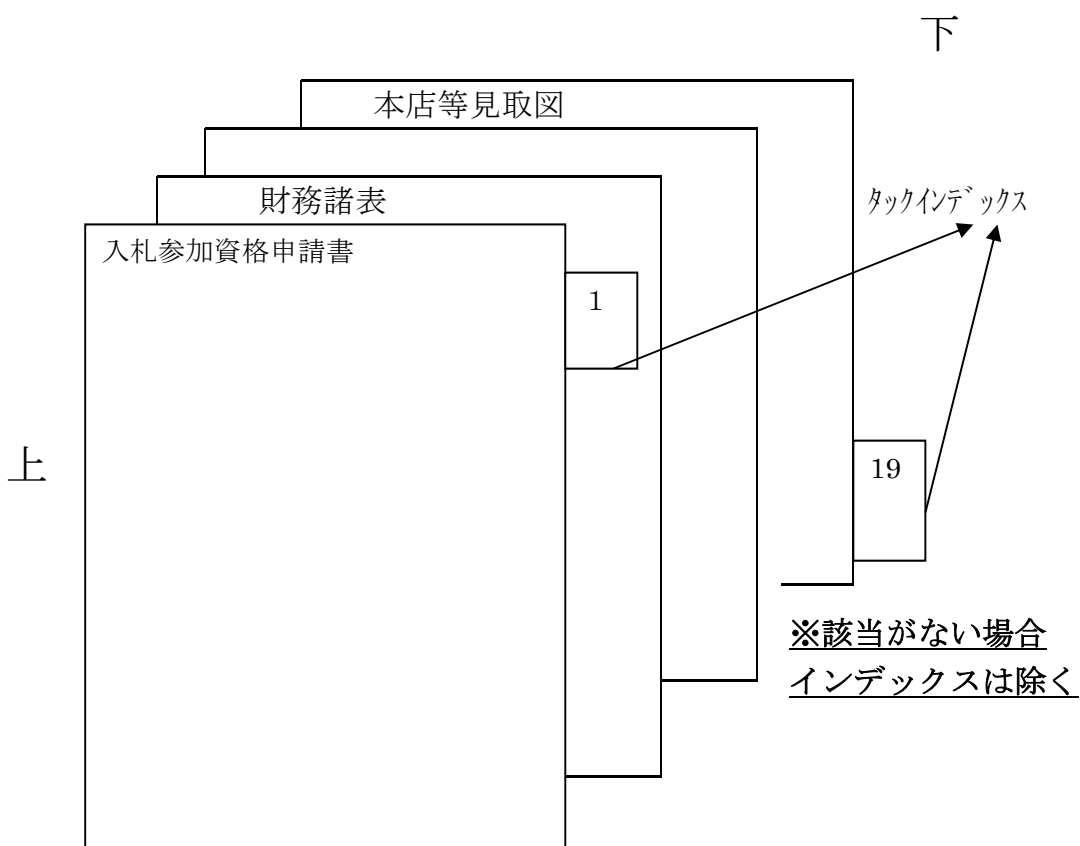 下
本店等見取図
財務諸表
タックインデックス
入札参加資格申請書
1
上
19
※該当がない場合
インデックスは除く